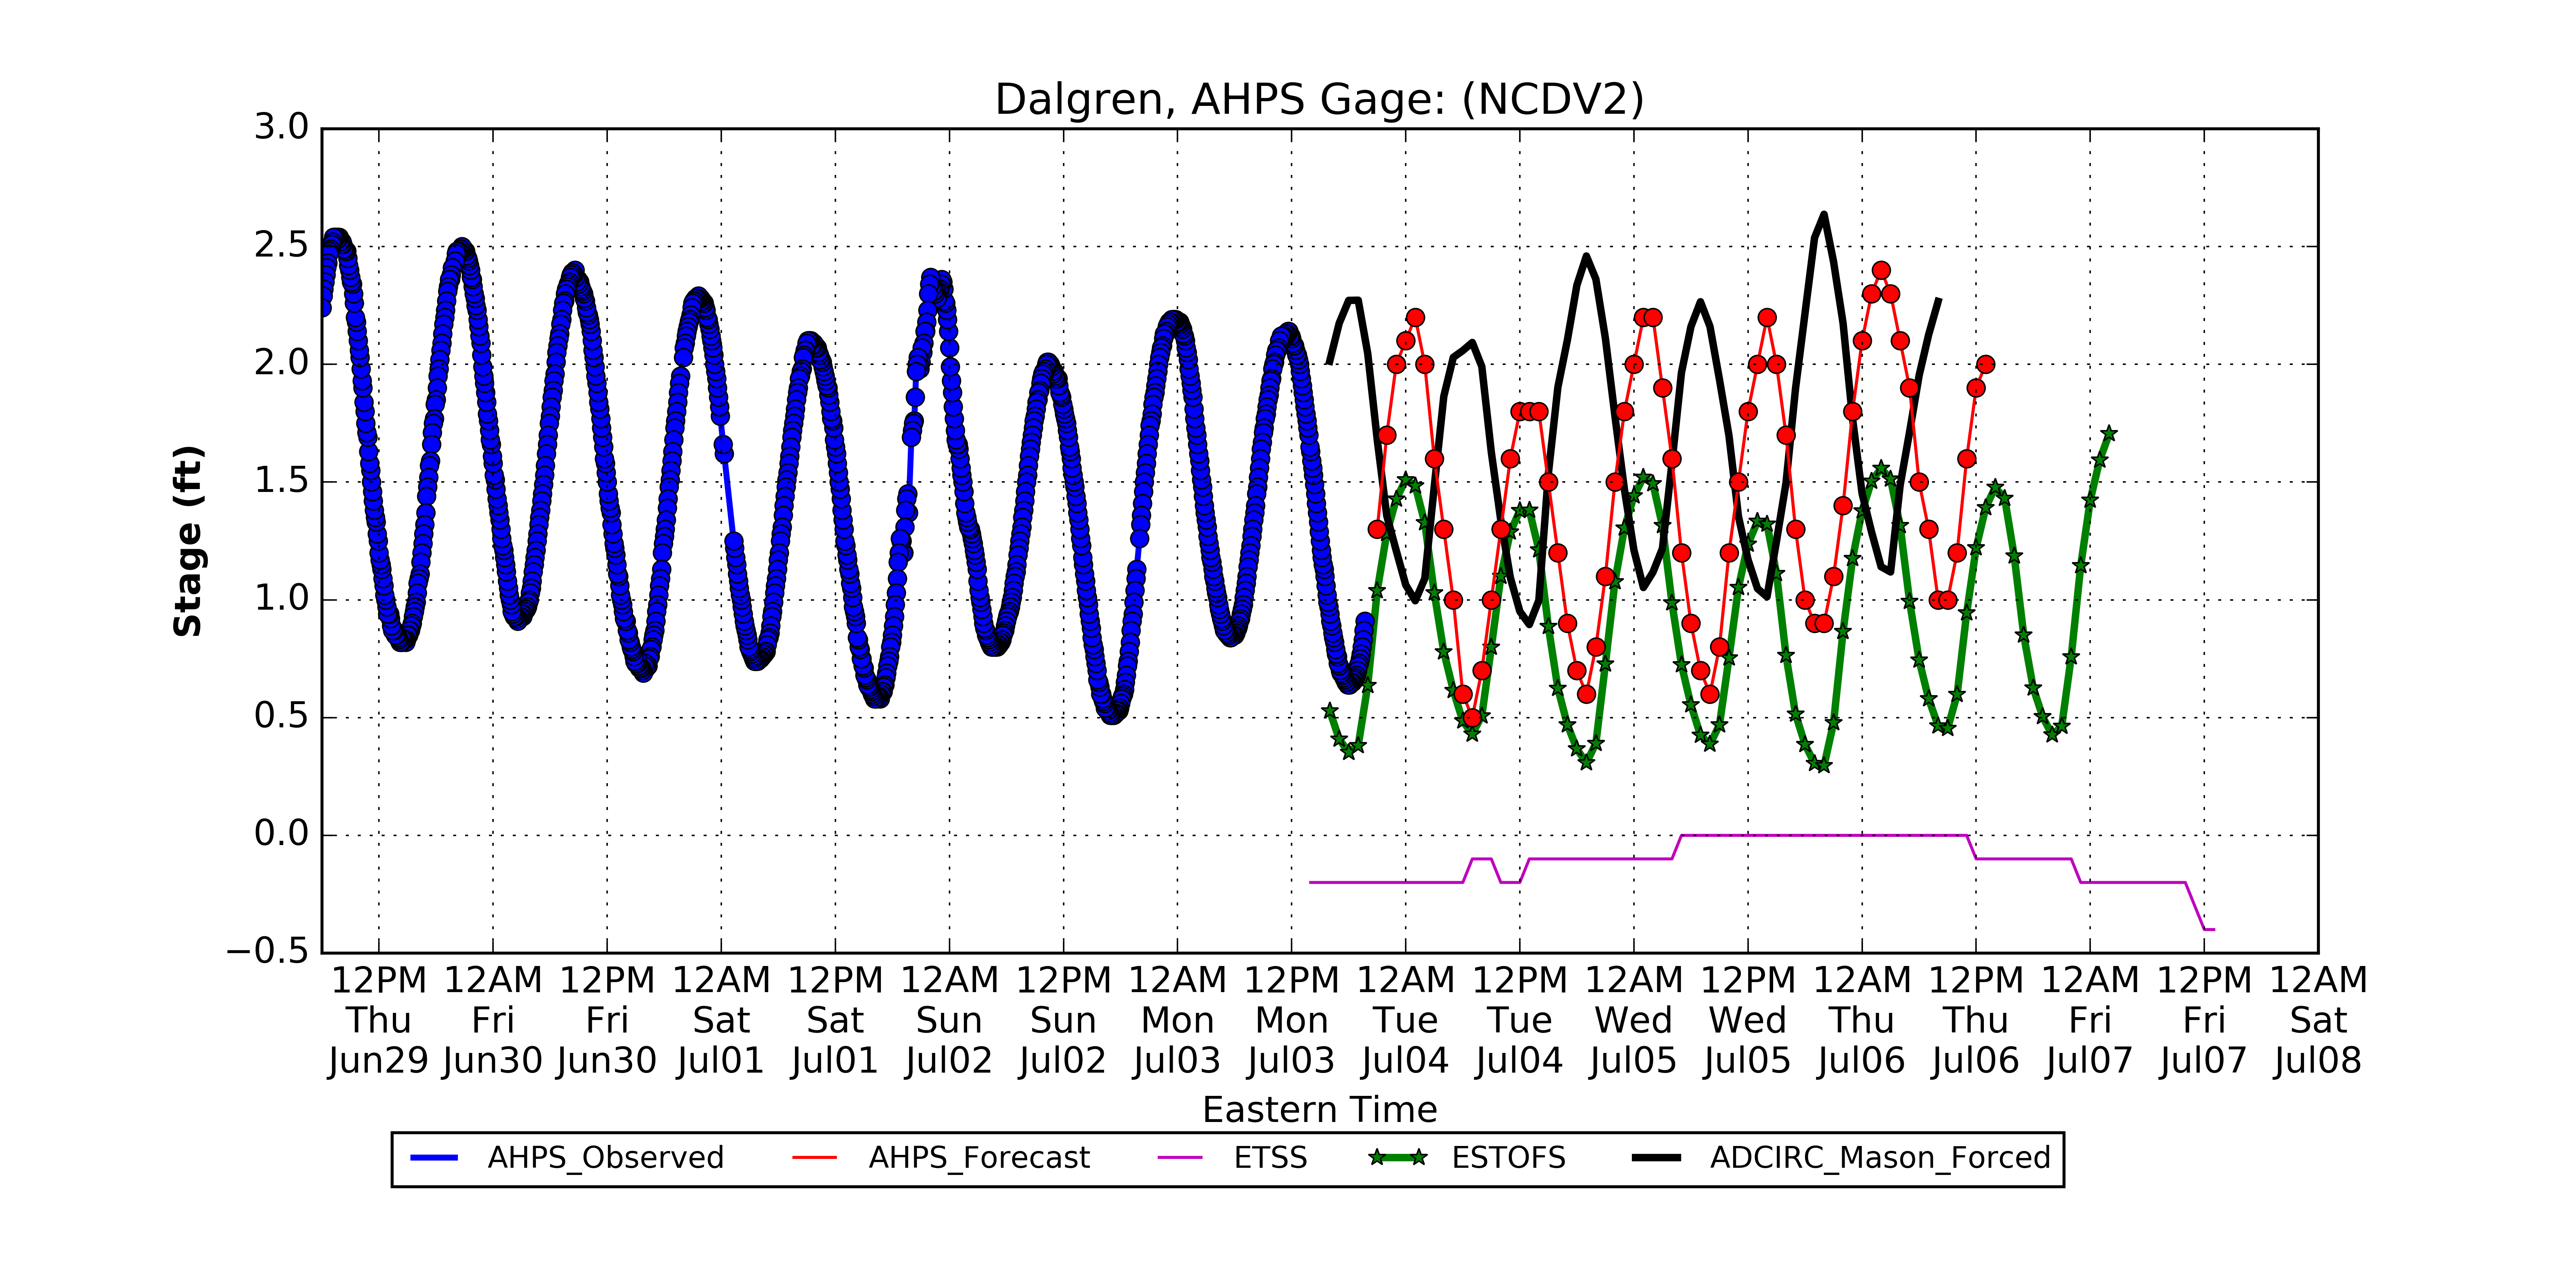 Dalgren, AHPS Gage: (NCDV2)
3.0
2.5
2.0
1.5
1.0
0.5
0.0
−0.5
Stage (ft)
12PM 12AM 12PM 12AM 12PM 12AM 12PM 12AM 12PM 12AM 12PM 12AM 12PM 12AM 12PM 12AM 12PM 12AM
Thu Fri Fri Sat Sat Sun Sun Mon Mon Tue Tue Wed Wed Thu Thu Fri Fri Sat
Jun29 Jun30 Jun30 Jul01 Jul01 Jul02 Jul02 Jul03 Jul03 Jul04 Jul04 Jul05 Jul05 Jul06 Jul06 Jul07 Jul07 Jul08
Eastern Time
AHPS_Observed AHPS_Forecast ETSS ESTOFS ADCIRC_Mason_Forced